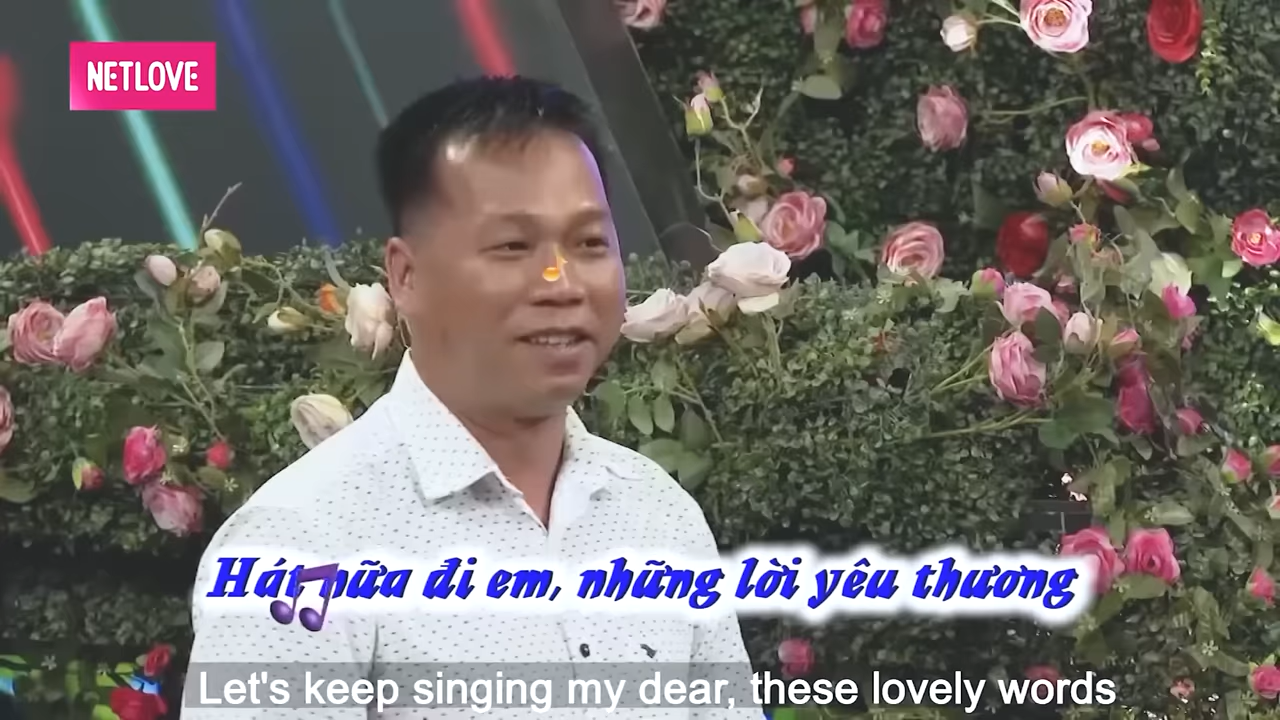 NETLOVE
Hát nữa đi em, những lời yêu thương
Let's keep singing my dear, these lovely words